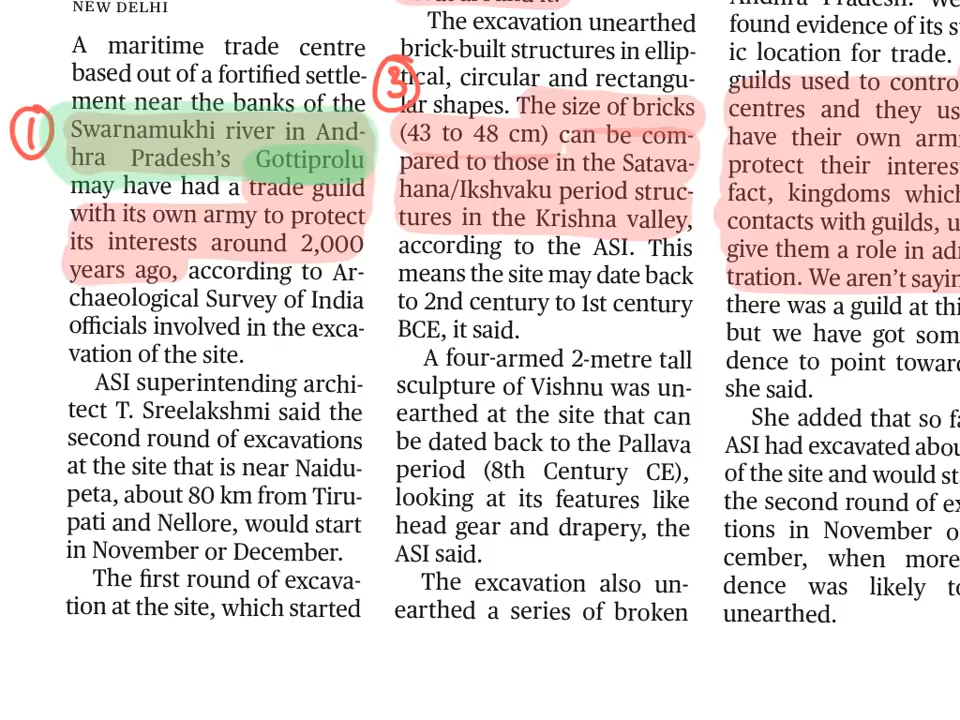 NEW DELHI
A maritime trade centre
based out of a fortified settle-
ment near the banks of the
Swarnamukhi river in And-
hra Pradesh's Gottiprolu
may have had a trade guild
with its own army to protect
its interests around 2,000
years ago, according to Ar-
chaeological Survey of India
officials involved in the exca-
vation of the site.
ASI superintending archi-
tect T. Sreelakshmi said the
second round of excavations
at the site that is near Naidu-
peta, about 80 km from Tiru-
pati and Nellore, would start
in November or December.
The first round of excava-
tion at the site, which started
The excavation unearthed
brick-built structures in ellip-
tical, circular and rectangu-
lar shapes. The size of bricks
(43 to 48 cm) can be com-
pared to those in the Satava-
hana/Ikshvaku period struc-
tures in the Krishna valley,
according to the ASI. This
means the site may date back
to 2nd century to 1st century
BCE, it said.
A four-armed 2-metre tall
sculpture of Vishnu was un-
earthed at the site that can
be dated back to the Pallava
period (8th Century CE),
looking at its features like
head gear and drapery, the
ASI said.
The excavation also un-
earthed a series of broken
found evidence of its
ic location for trade.
guilds used to
centres and they
have their own
protect their
fact, kingdoms which
contacts with guilds,
give them a role in
tration. We aren't
there was a guild at
but we have got
dence to point
she said.
She added that so
ASI had excavated
of the site and would
the second round of
tions in November
cember, when more
dence was likely
unearthed.
1
3